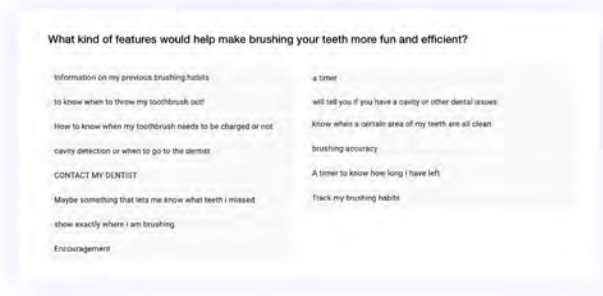 What kind of features would help make brushing your teeth more fun and efficient?
Information on my previous brushing habits
to know when to throw my toothbrush out!
How to know when my toothbrush needs to be charged or not
cavity detection or when to go to the dentist
CONTACT MY DENTIST
Maybe something that lets me know what teeth i missed
show exactly where i am brushing
Encouragement
a timer
will tell you if you have a cavity or other dental issues
know when a certain area of my teeth are all clean
brushing accuracy
A timer to know how long i have left
Track my brushing habits